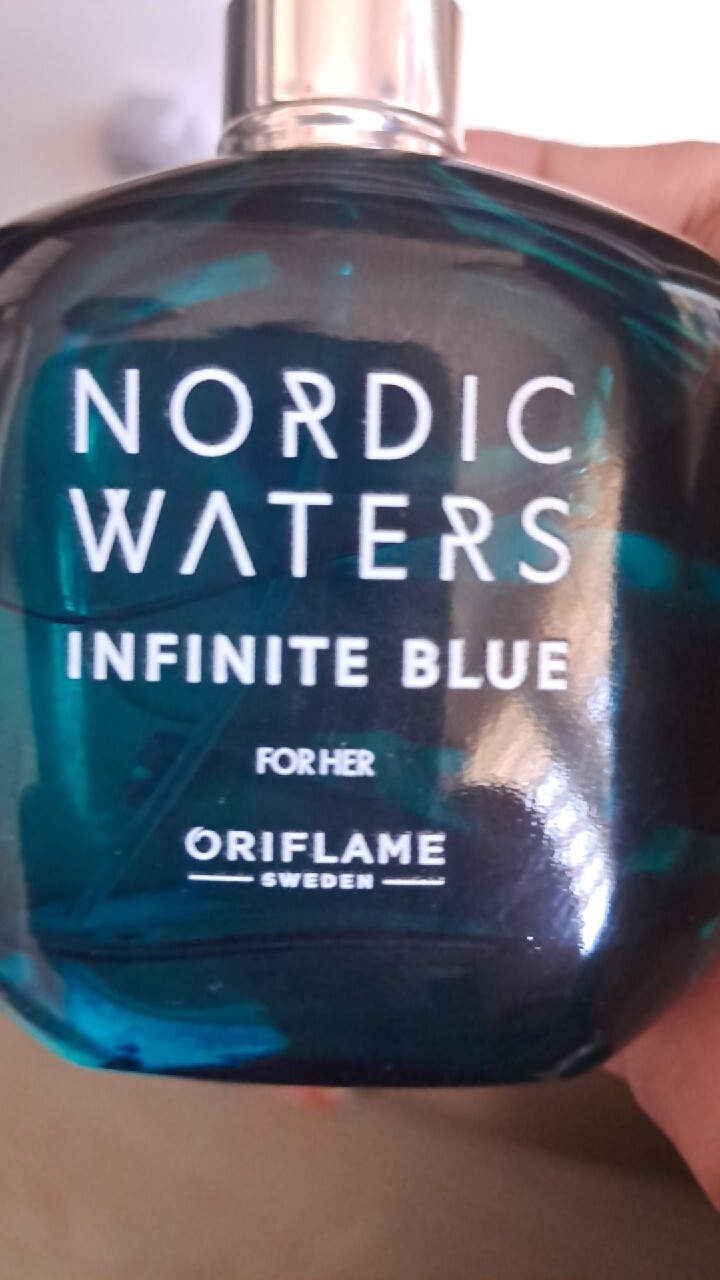 NORDIC
WATERS
INFINITE BLUE
FOR HER
ORIFLAME
SWEDEN